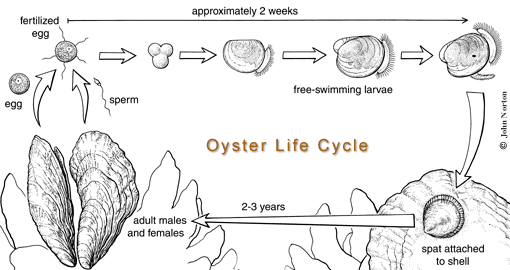 approximately 2 weeks
fertilized
egg
egg
sperm
free-swimming larvae
© John Norton
Oyster Life Cycle
adult males
and females
2-3 years
spat attached
to shell